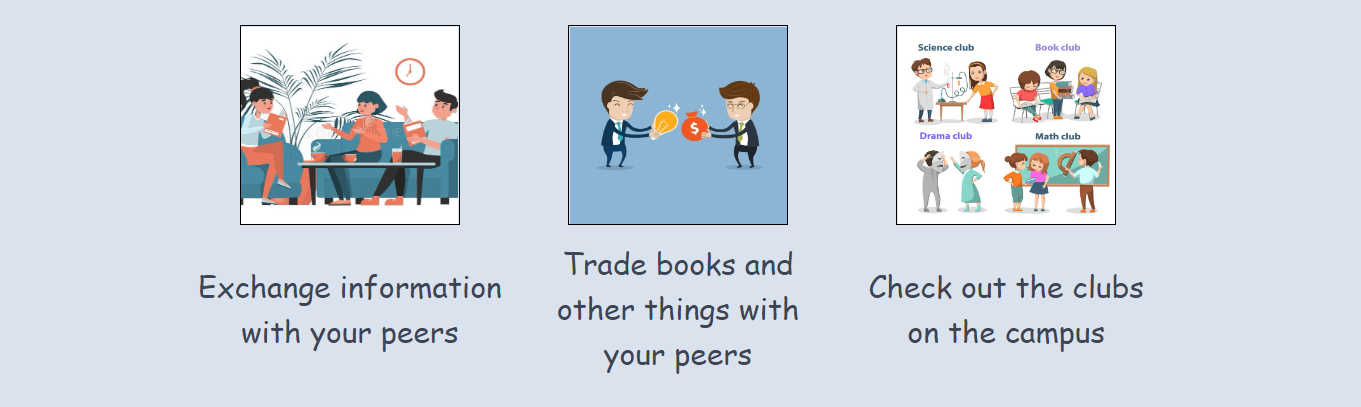 Science club
Book club
Drama club
Math club
$
Exchange information
with your peers
Trade books and
other things with
your peers
Check out the clubs
on the campus